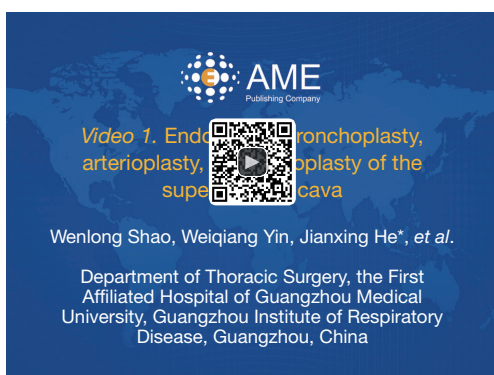 E AME
Publishing Company
Video 1. ronchoplasty,
arterioplasty, oplasty of the
cava
Wenlong Shao, Weiqiang Yin, Jianxing He*, et al.
Department of Thoracic Surgery, the First
Affiliated Hospital of Guangzhou Medical
University, Guangzhou Institute of Respiratory
Disease, Guangzhou, China